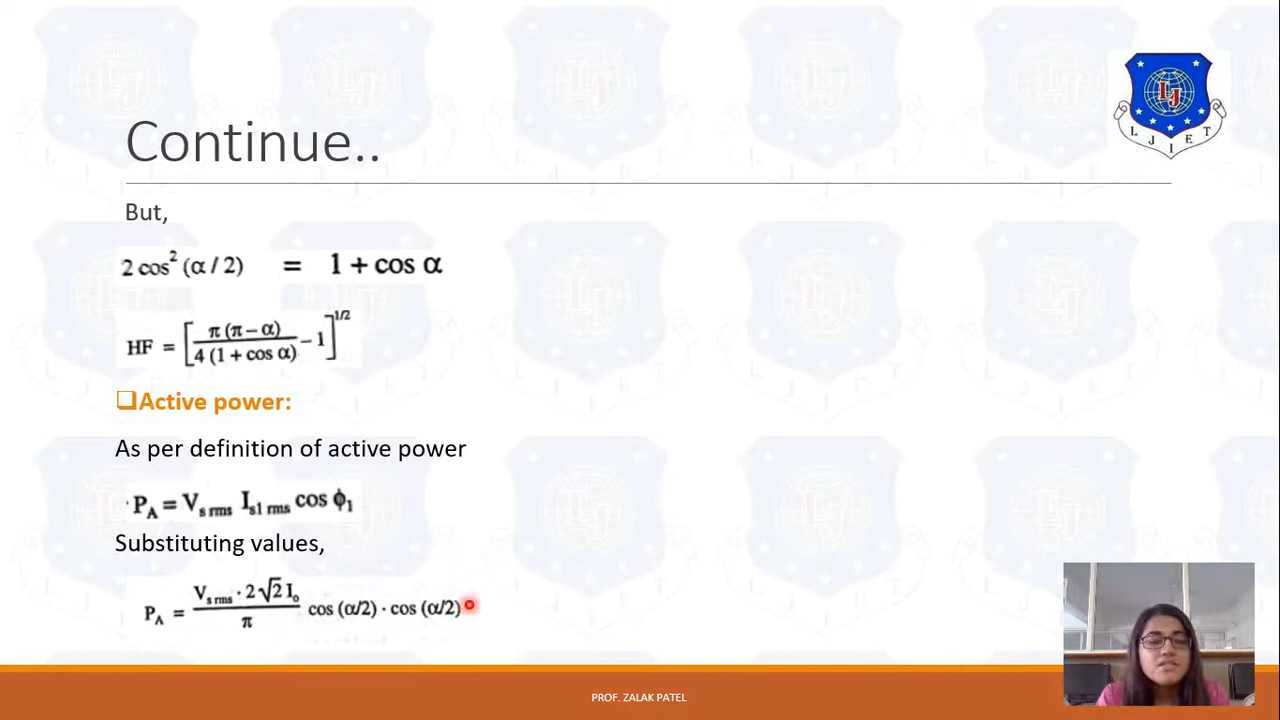 LJ
L J I E T
Continue..
But,
2 cos² (α / 2) = 1 + cos α
HF = [π (π – α) / 4 (1 + cos α) – 1]^1/2
❑Active power:
As per definition of active power
P_A = V_s rms I_s1 rms cos ϕ₁
Substituting values,
P_A = V_s rms · 2 √2 I_o / π cos (α/2) · cos (α/2)
PROF. ZALAK PATEL